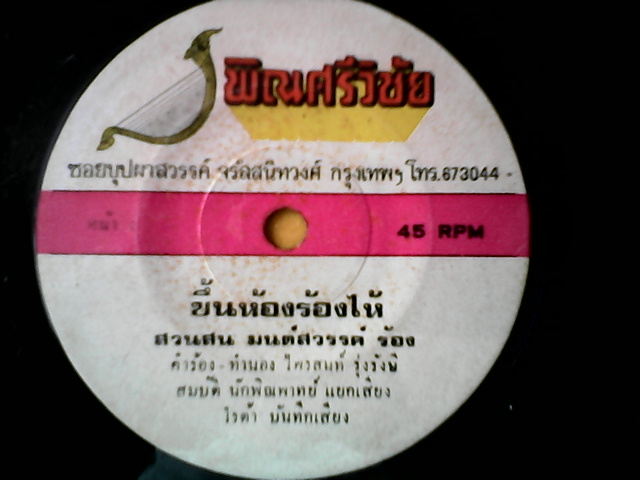 พิณศรีวิชัย
ซอยบุปผาสวรรค์ จรัลสนิทวงศ์ กรุงเทพฯ โทร.673044
หน้า
45 RPM
ขึ้นห้องร้องไห้
สวนสน มนต์สวรรค์ ร้อง
คำร้อง - ทำนอง ไพรสนฑ์ รุ่งรังษี
สมบัติ นักพิณพาทย์ แยกเสียง
ไรต้า บันทึกเสียง